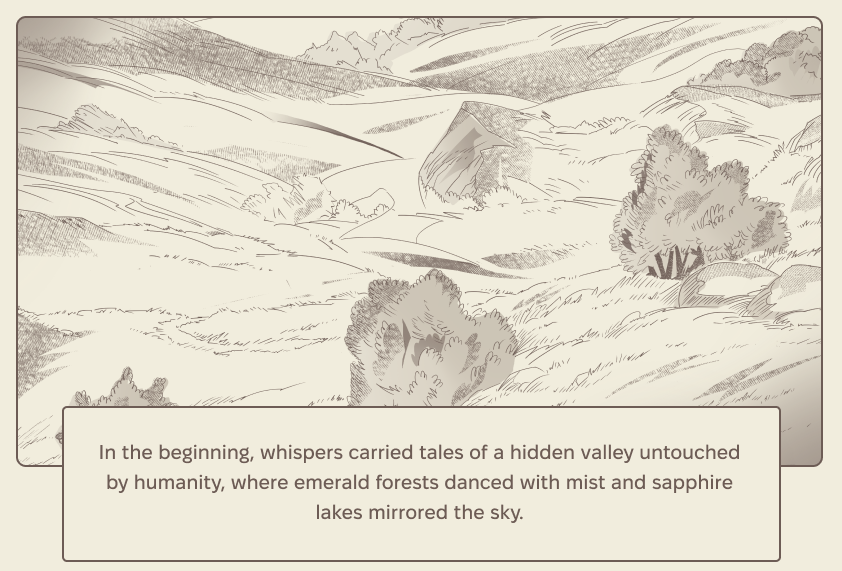 In the beginning, whispers carried tales of a hidden valley untouched
by humanity, where emerald forests danced with mist and sapphire
lakes mirrored the sky.